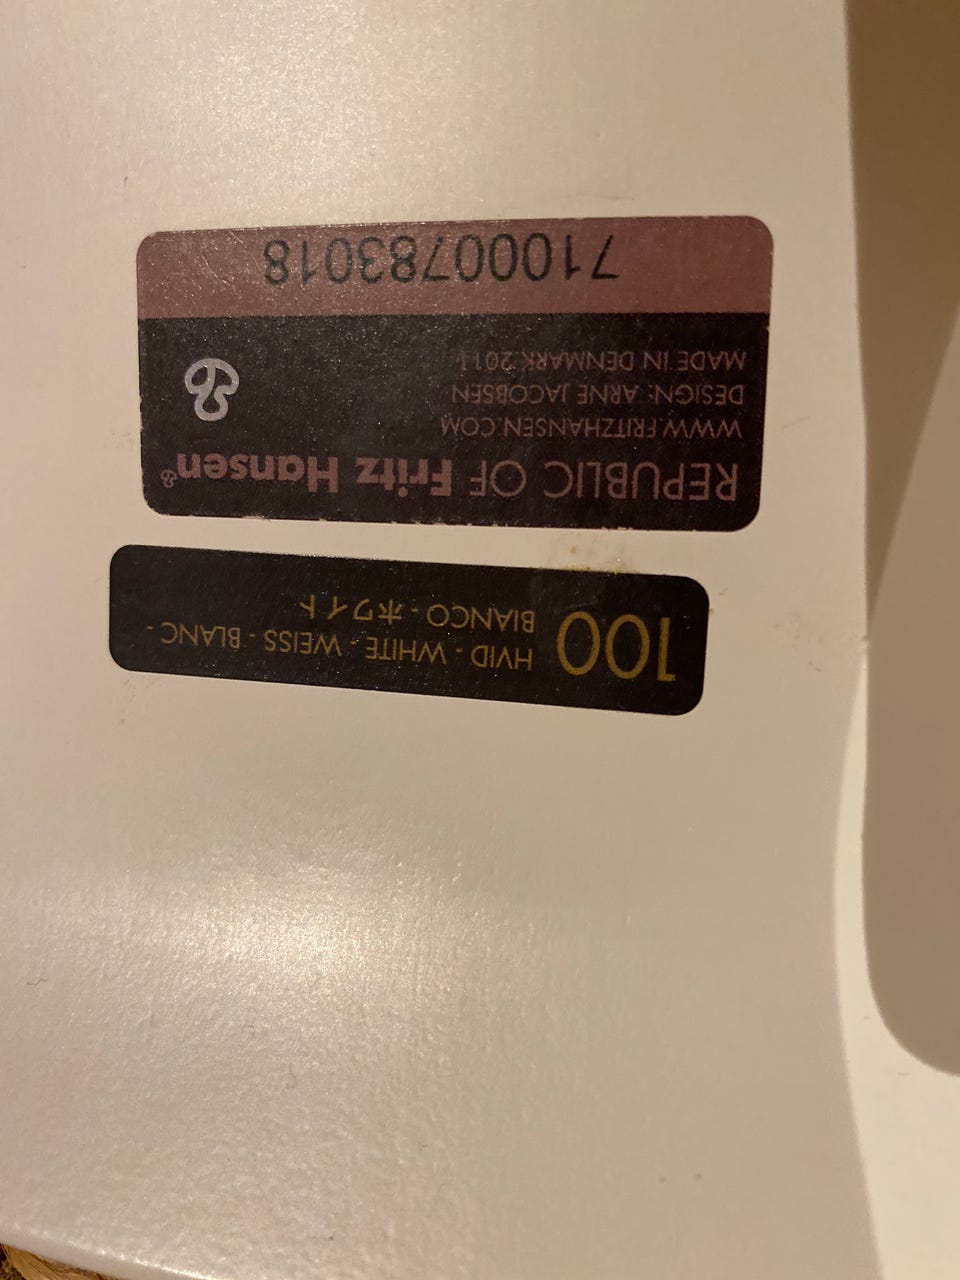 100
HVID - WHITE - WEISS - BLANC -
BIANCO - ホワイト
REPUBLIC OF Fritz Hansen®
WWW.FRITZHANSEN.COM
DESIGN: ARNE JACOBSEN
MADE IN DENMARK 2011
71000783018